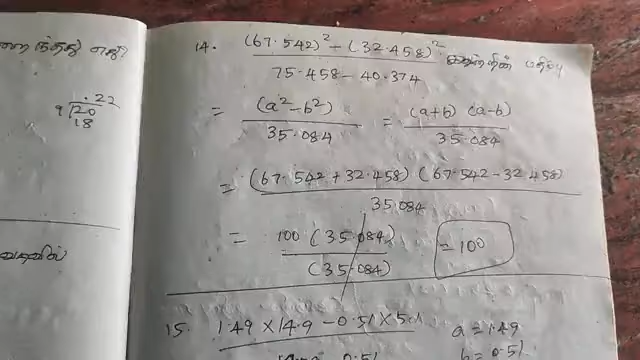 14. (67.542)² - (32.458)²
75.458 - 40.374
= (a² - b²) = (a+b) (a-b)
35.084 35.084
= (67.542 + 32.458) (67.542 - 32.458)
35.084
= 100 (35.084) = 100
(35.084)
15. 1.49 × 14.9 - 0.51 × 5.1 a = 1.49
b = 0.51
.22
9 20
18